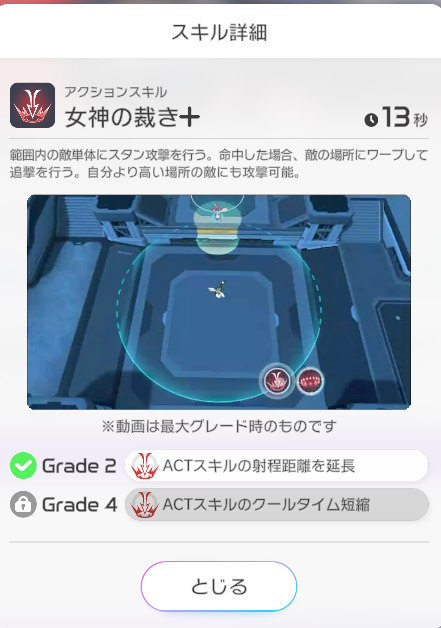 スキル詳細
アクションスキル
女神の裁き+
13秒
範囲内の敵単体にスタン攻撃を行う。命中した場合、敵の場所にワープして
追撃を行う。自分より高い場所の敵にも攻撃可能。
※動画は最大グレード時のものです
Grade 2 ACTスキルの射程距離を延長
Grade 4 ACTスキルのクールタイム短縮
とじる